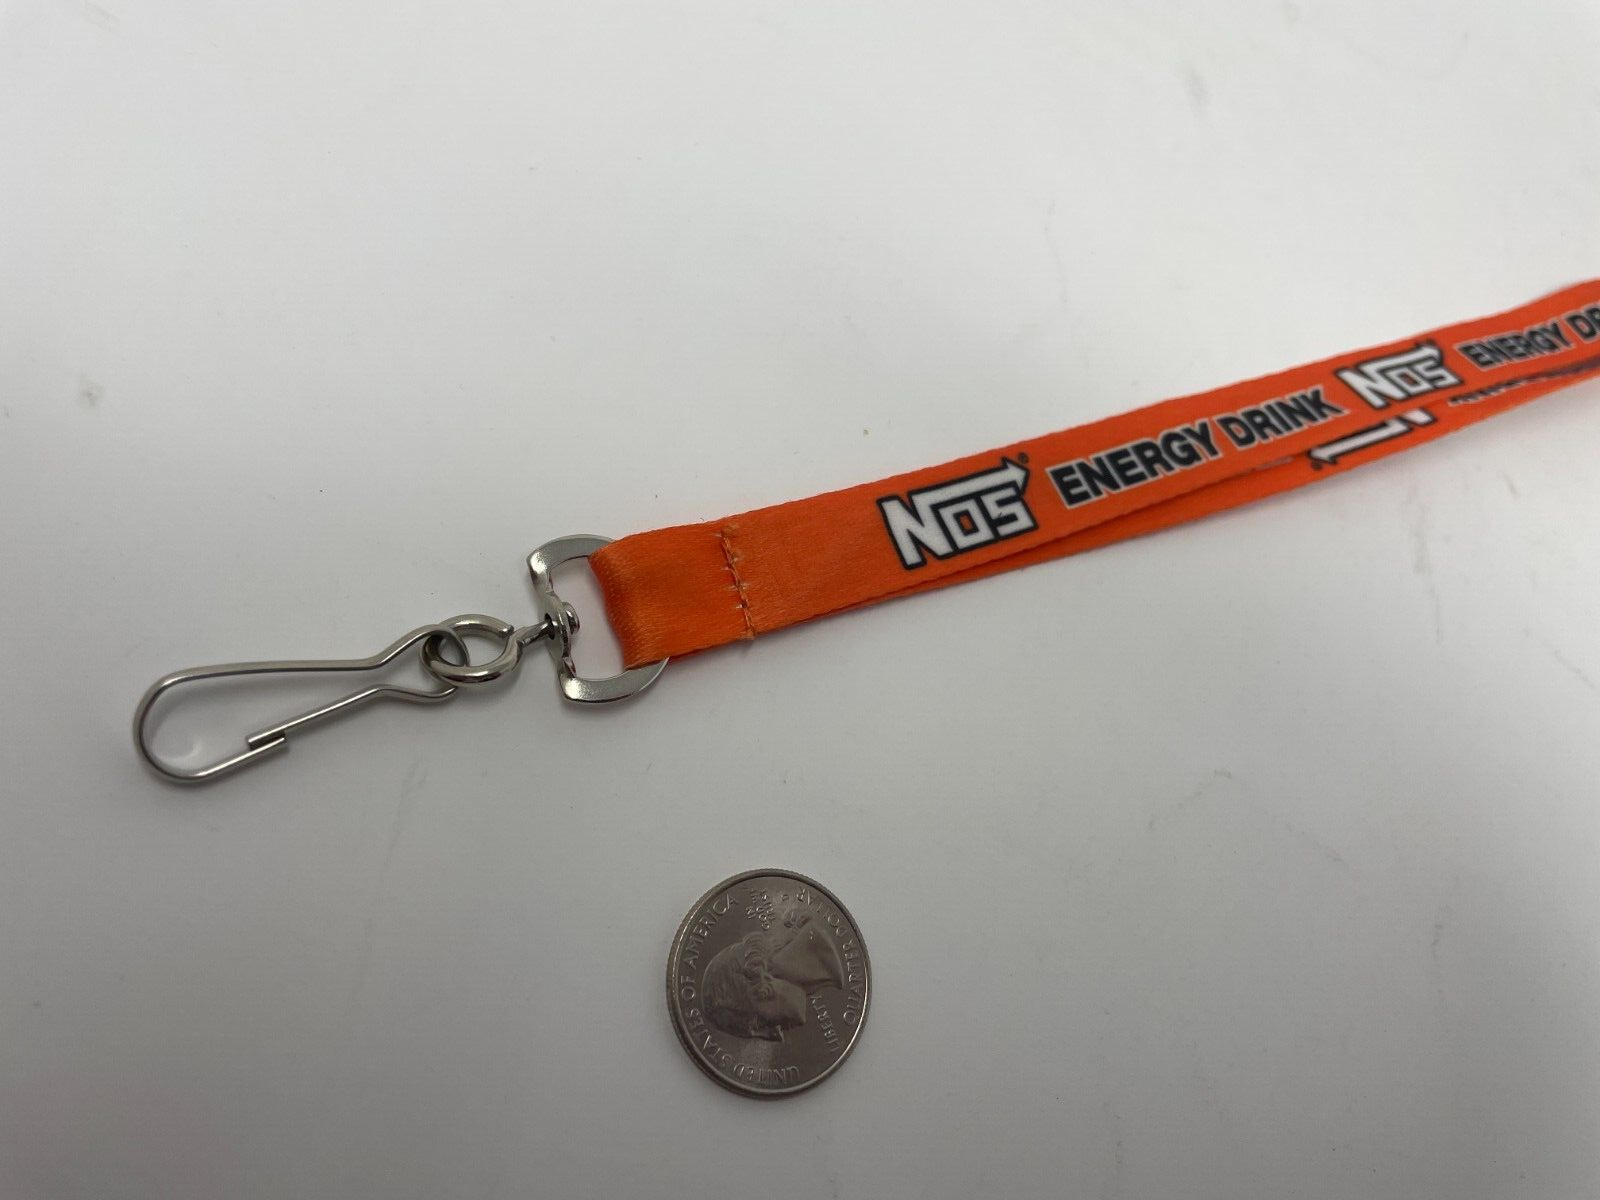 NOS® ENERGY DRINK NOS ENERGY DR
UNITED STATES OF AMERICA
LIBERTY
QUARTER DOLLAR